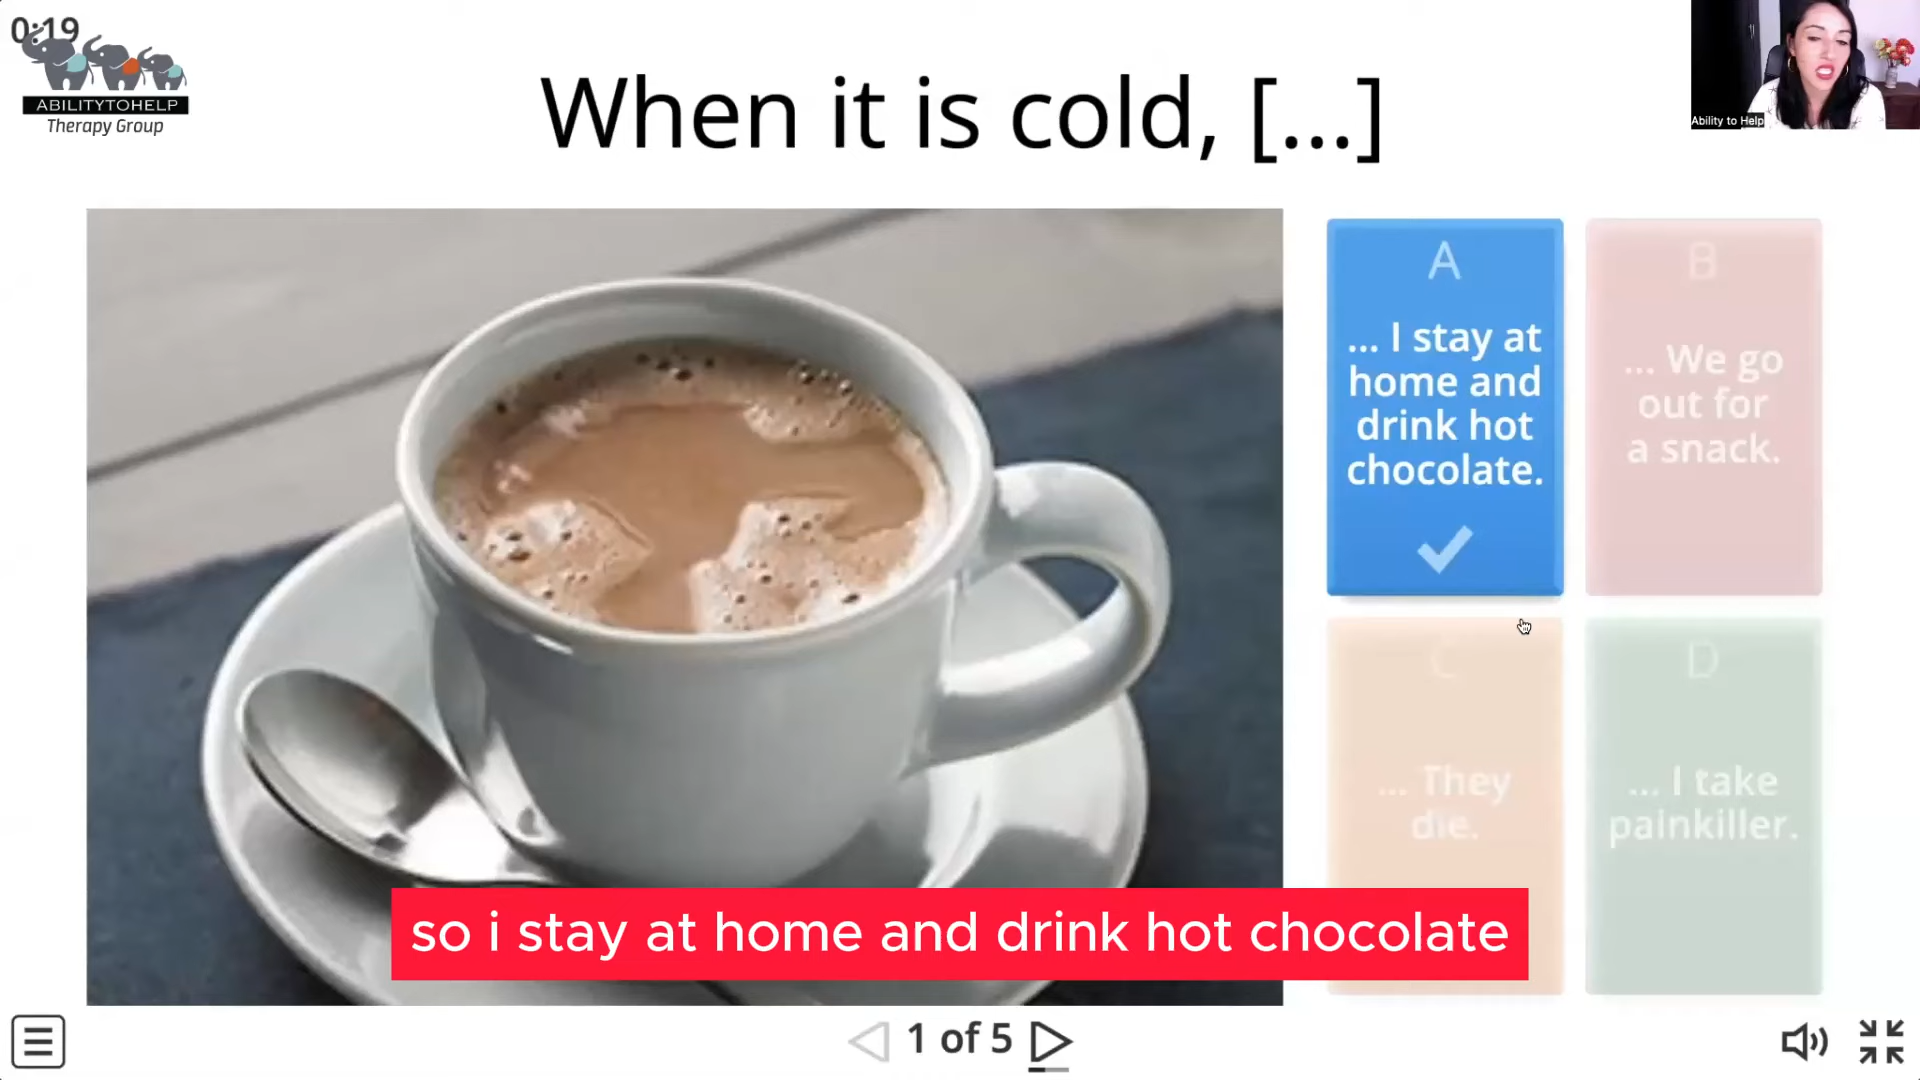 0:19
ABILITYTOHELP
Therapy Group
When it is cold, [...]
Ability to Help
A
... I stay at
home and
drink hot
chocolate.
B
... We go
out for
a snack.
C
... They
die.
D
... I take
painkiller.
so i stay at home and drink hot chocolate
1 of 5